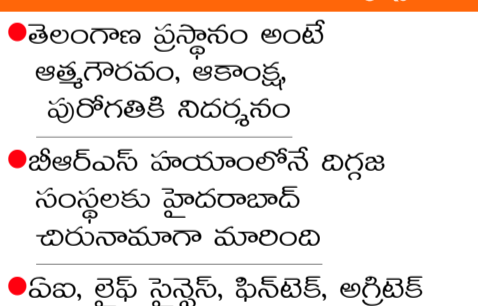 ●తెలంగాణ ప్రస్థానం అంటే
ఆత్మగౌరవం, ఆకాంక్ష,
పురోగతికి నిదర్శనం
●బీఆర్ఎస్ హయాంలోనే దిగ్గజ
సంస్థలకు హైదరాబాద్
చిరునామాగా మారింది
●ఏఐ, లైఫ్ సైన్సెస్, ఫిన్‌టెక్, అగ్రిటెక్